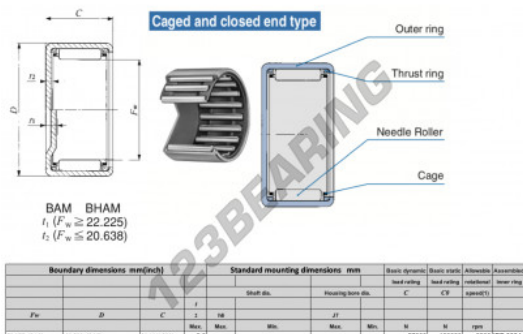 Caged and closed end type
C
D
t₂
t₁
Fw
Outer ring
Thrust ring
Needle Roller
Cage
BAM BHAM
t₁ (Fw ≧ 22.225)
t₂ (Fw ≦ 20.638)
123BEARING
Boundary dimensions mm(inch) Standard mounting dimensions mm Basic dynamic Basic static Allowable Assembled
load rating load rating rotational inner ring
Shaft dia. Housing bore dia. C C0 speed(1)
Fw D C
Max. Max. Min. Max. Min. N N rpm